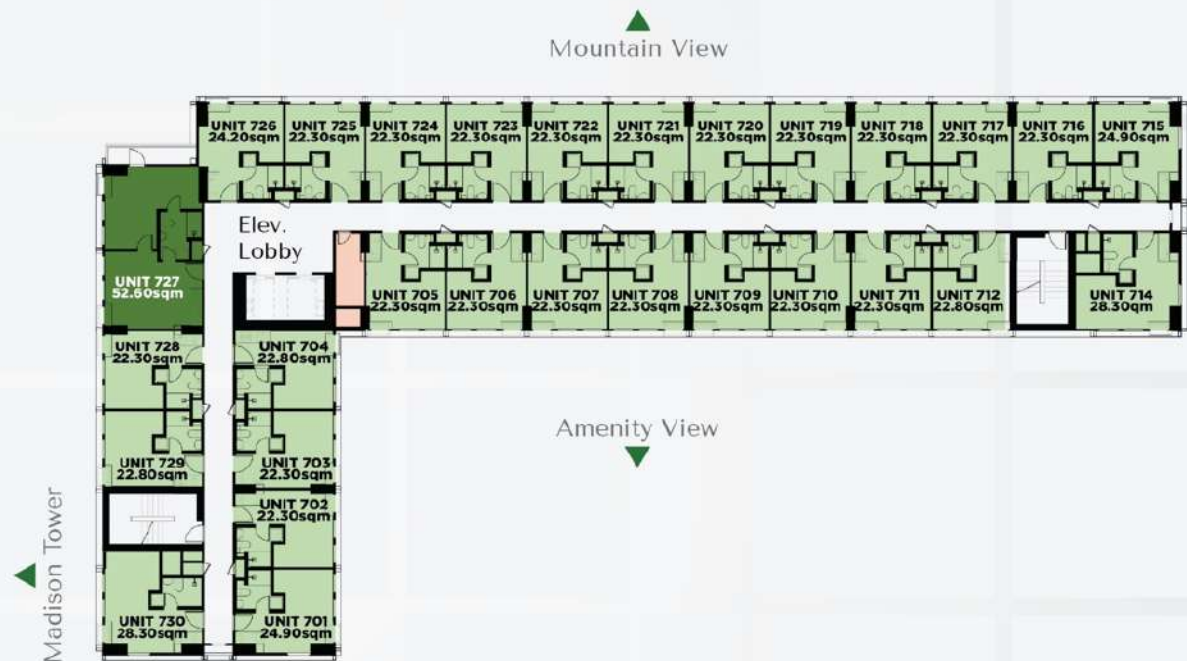 Mountain View
UNIT 726
24.20sqm
UNIT 725
22.30sqm
UNIT 724
22.30sqm
UNIT 723
22.30sqm
UNIT 722
22.30sqm
UNIT 721
22.30sqm
UNIT 720
22.30sqm
UNIT 719
22.30sqm
UNIT 718
22.30sqm
UNIT 717
22.30sqm
UNIT 716
22.30sqm
UNIT 715
24.90sqm
Elev.
Lobby
UNIT 727
52.60sqm
UNIT 705
22.30sqm
UNIT 706
22.30sqm
UNIT 707
22.30sqm
UNIT 708
22.30sqm
UNIT 709
22.30sqm
UNIT 710
22.30sqm
UNIT 711
22.30sqm
UNIT 712
22.80sqm
UNIT 714
28.30qm
UNIT 728
22.30sqm
UNIT 704
22.80sqm
UNIT 729
22.80sqm
UNIT 703
22.30sqm
Amenity View
UNIT 702
22.30sqm
UNIT 730
28.30sqm
UNIT 701
24.90sqm
Madison Tower